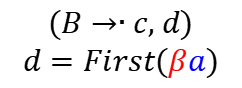 (B →· c, d)
d = First(βa)